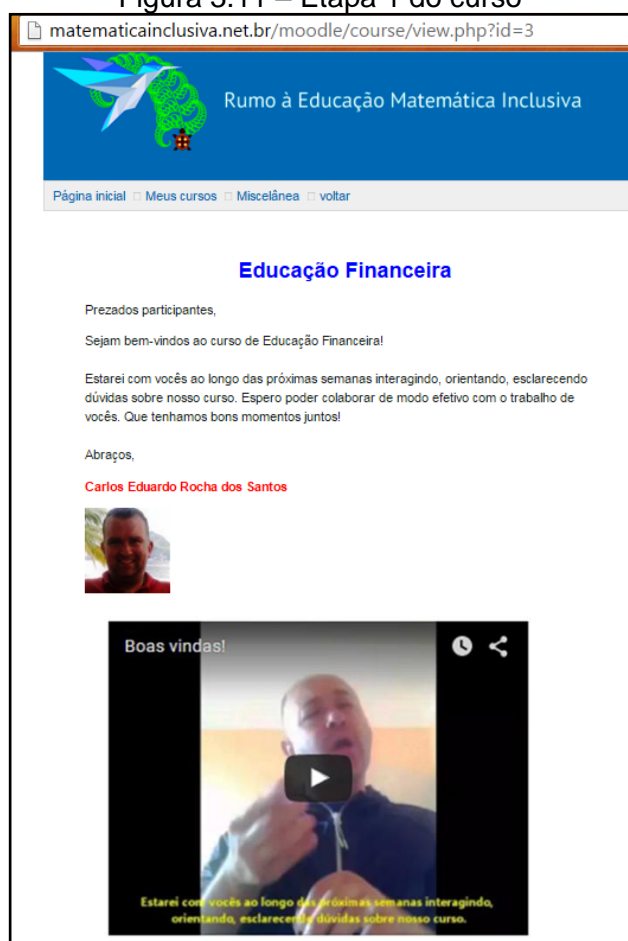 Figura 3.11 – Etapa 1 do curso
matematicainclusiva.net.br/moodle/course/view.php?id=3
Rumo à Educação Matemática Inclusiva
Página inicial □ Meus cursos □ Miscelânea □ voltar
Educação Financeira
Prezados participantes,
Sejam bem-vindos ao curso de Educação Financeira!
Estarei com vocês ao longo das próximas semanas interagindo, orientando, esclarecendo
dúvidas sobre nosso curso. Espero poder colaborar de modo efetivo com o trabalho de
vocês. Que tenhamos bons momentos juntos!
Abraços,
Carlos Eduardo Rocha dos Santos
Boas vindas!
Estarei com vocês ao longo das próximas semanas interagindo,
orientando, esclarecendo dúvidas sobre nosso curso.